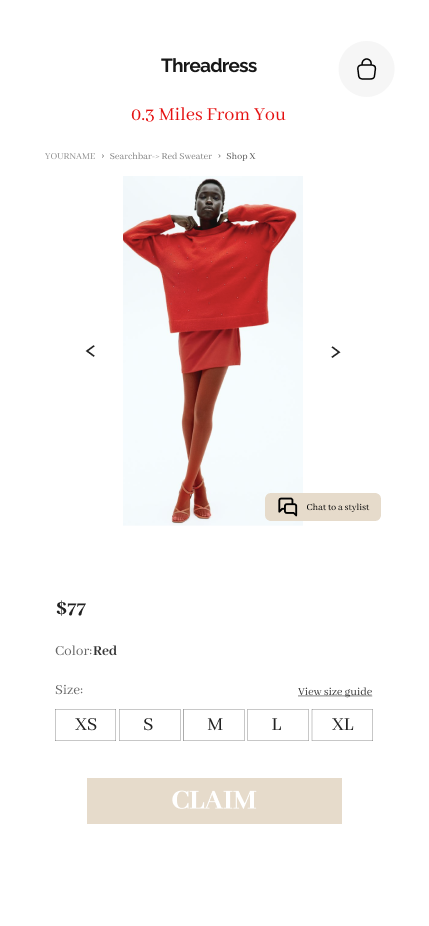 Threadress
0.3 Miles From You
YOURNAME > Searchbar-> Red Sweater > Shop X
< >
Chat to a stylist
$77
Color:Red
Size: View size guide
XS S M L XL
CLAIM